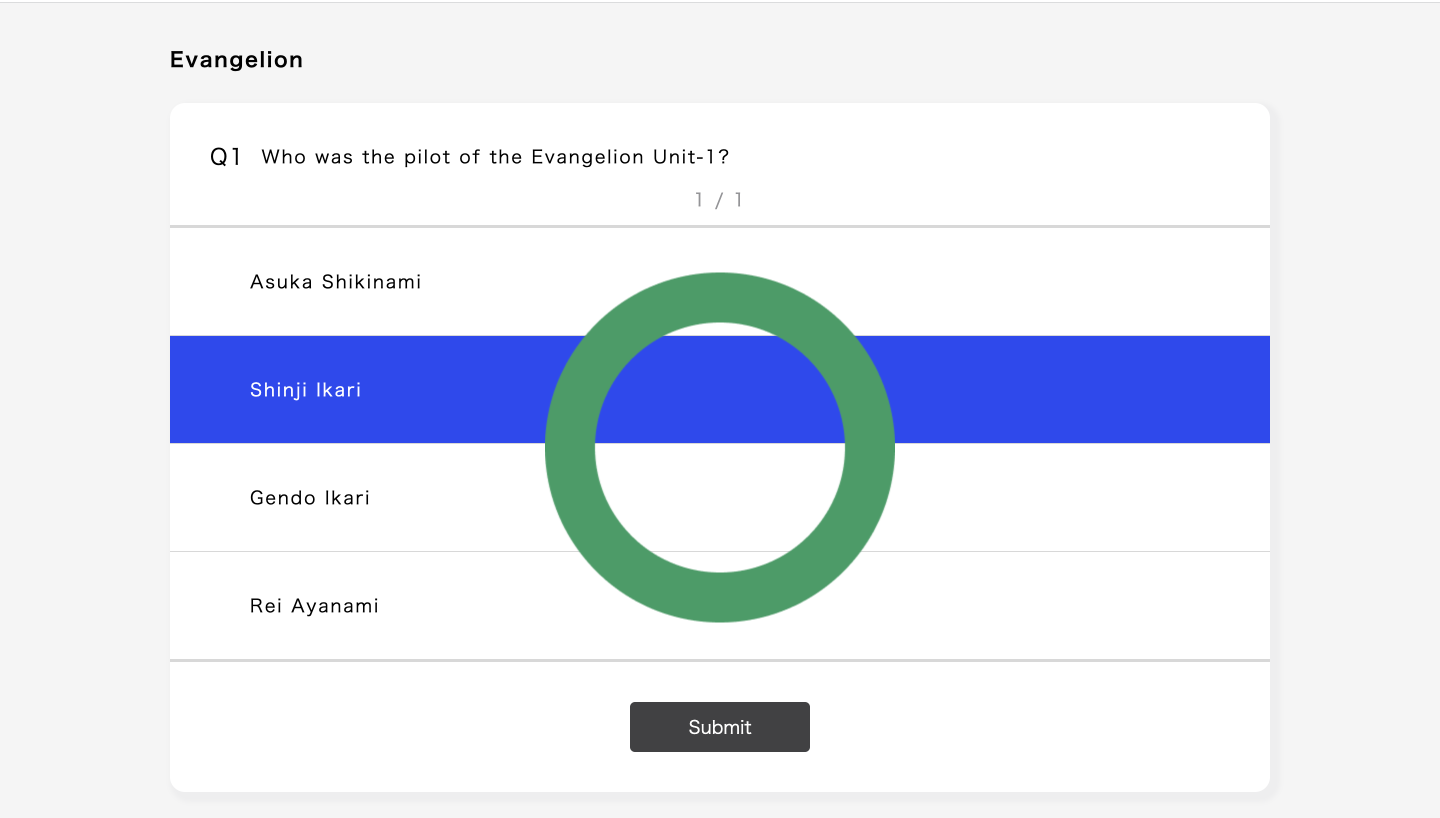 Evangelion
Q1 Who was the pilot of the Evangelion Unit-1?
1 / 1
Asuka Shikinami
Shinji Ikari
Gendo Ikari
Rei Ayanami
Submit